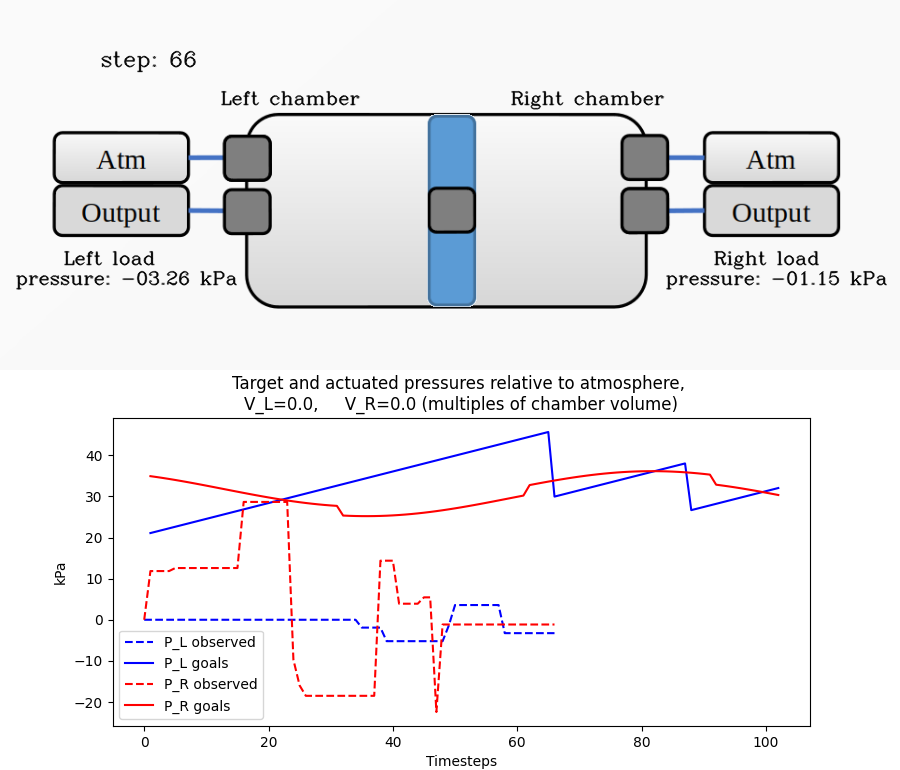 step: 66
Left chamber
Right chamber
Atm
Atm
Output
Output
Left load
pressure: -03.26 kPa
Right load
pressure: -01.15 kPa
Target and actuated pressures relative to atmosphere,
V_L=0.0, V_R=0.0 (multiples of chamber volume)
kPa
40
30
20
10
0
−10
−20
P_L observed
P_L goals
P_R observed
P_R goals
0 20 40 60 80 100
Timesteps